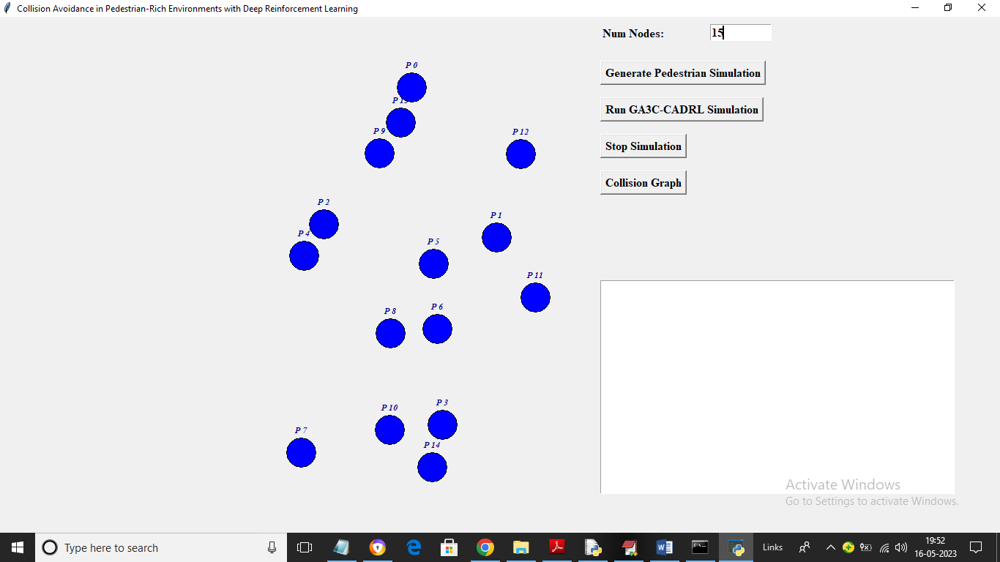 Collision Avoidance in Pedestrian-Rich Environments with Deep Reinforcement Learning
Num Nodes: 15
Generate Pedestrian Simulation
Run GA3C-CADRL Simulation
Stop Simulation
Collision Graph
P 0
P 9
P 12
P 2
P 4
P 1
P 5
P 11
P 8
P 6
P 10
P 3
P 7
P 14
Activate Windows
Go to Settings to activate Windows.
Type here to search
Links
19:52
16-05-2023